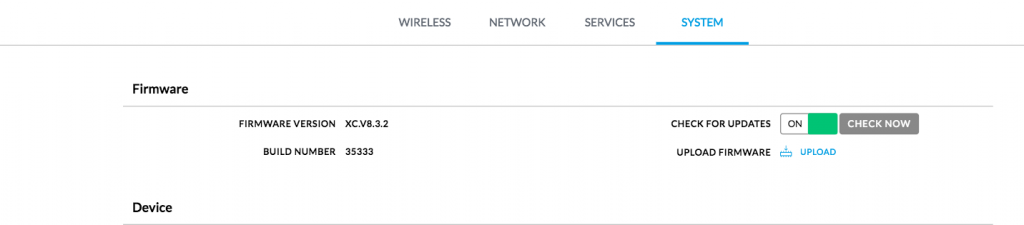 WIRELESS NETWORK SERVICES SYSTEM
Firmware
FIRMWARE VERSION XC.V8.3.2 CHECK FOR UPDATES ON CHECK NOW
BUILD NUMBER 35333 UPLOAD FIRMWARE UPLOAD
Device